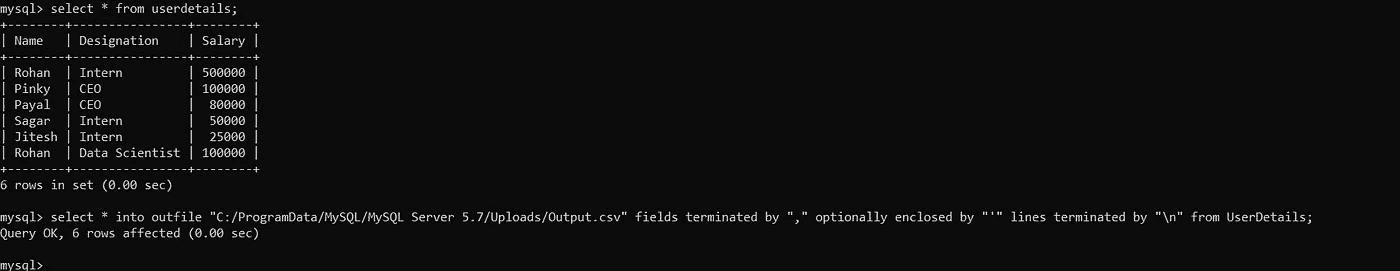 mysql> select * from userdetails;
+--------+----------------+--------+
| Name   | Designation    | Salary |
+--------+----------------+--------+
| Rohan  | Intern         | 500000 |
| Pinky  | CEO            | 100000 |
| Payal  | CEO            |  80000 |
| Sagar  | Intern         |  50000 |
| Jitesh | Intern         |  25000 |
| Rohan  | Data Scientist | 100000 |
+--------+----------------+--------+
6 rows in set (0.00 sec)
mysql> select * into outfile "C:/ProgramData/MySQL/MySQL Server 5.7/Uploads/Output.csv" fields terminated by "," optionally enclosed by "'" lines terminated by "\n" from UserDetails;
Query OK, 6 rows affected (0.00 sec)
mysql>